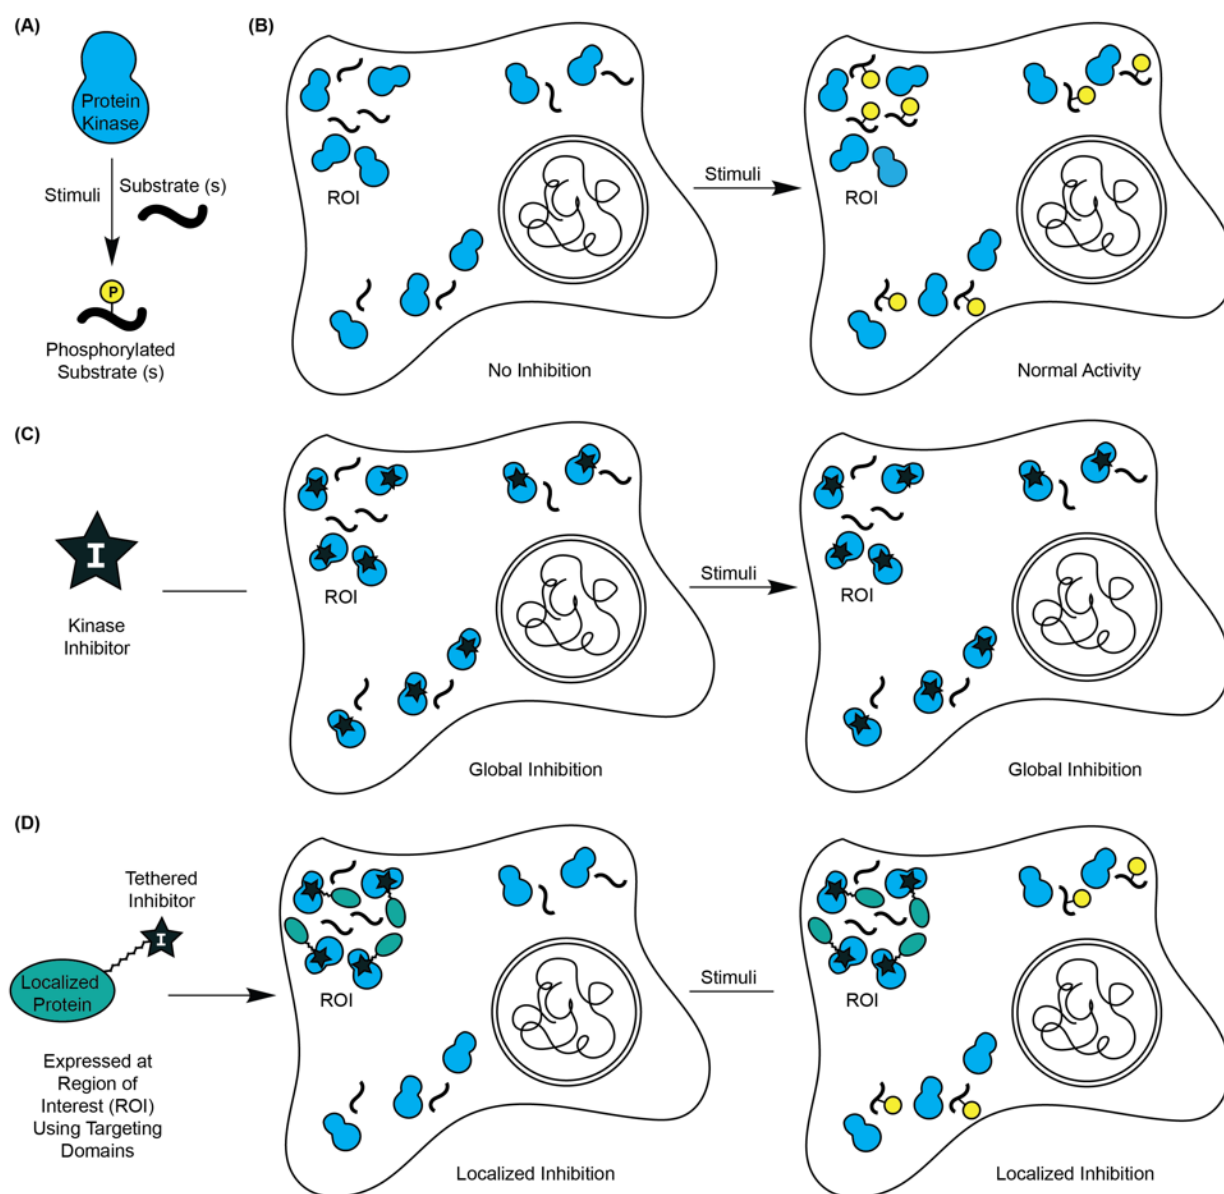 (A)
Protein
Kinase
Stimuli
Substrate (s)
P
Phosphorylated
Substrate (s)
(B)
ROI
No Inhibition
Stimuli
ROI
Normal Activity
(C)
I
Kinase
Inhibitor
ROI
Global Inhibition
Stimuli
ROI
Global Inhibition
(D)
Tethered
Inhibitor
I
Localized
Protein
Expressed at
Region of
Interest (ROI)
Using Targeting
Domains
ROI
Localized Inhibition
Stimuli
ROI
Localized Inhibition